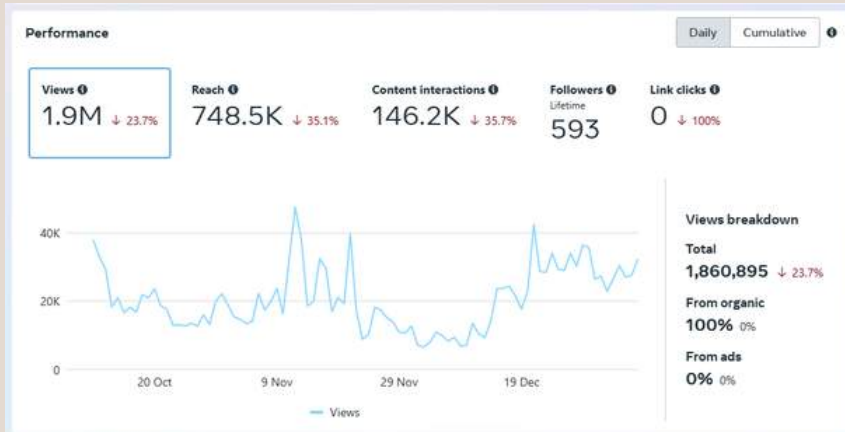 Performance
Daily Cumulative
Views Reach Content interactions Followers Link clicks
Lifetime
1.9M ↓ 23.7% 748.5K ↓ 35.1% 146.2K ↓ 35.7% 593 0 ↓ 100%
40K
20K
0
20 Oct 9 Nov 29 Nov 19 Dec
Views
Views breakdown
Total
1,860,895 ↓ 23.7%
From organic
100% 0%
From ads
0% 0%